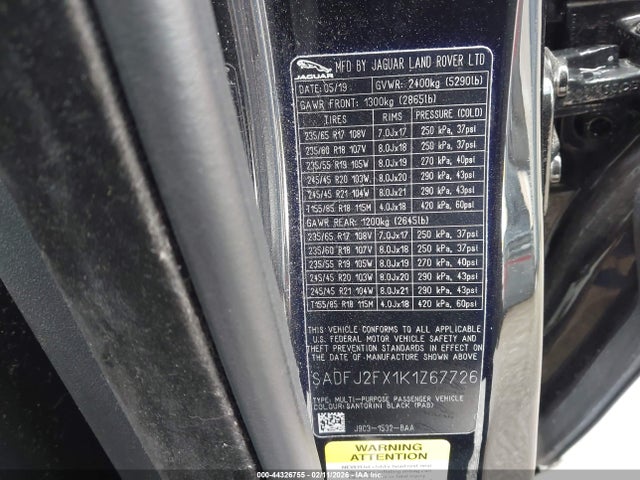 JAGUAR
MFD BY JAGUAR LAND ROVER LTD
DATE: 05/19 GVWR: 2400kg (5290lb)
GAWR FRONT: 1300kg (2865lb)
TIRES RIMS PRESSURE (COLD)
235/65 R17 108V 7.0Jx17 250 kPa, 37psi
235/60 R18 107V 8.0Jx18 250 kPa, 37psi
235/55 R19 105W 8.0Jx19 270 kPa, 40psi
245/45 R20 103W 8.0Jx20 290 kPa, 43psi
245/45 R21 104W 8.0Jx21 290 kPa, 43psi
T155/85 R18 115M 4.0Jx18 420 kPa, 60psi
GAWR REAR: 1200kg (2645lb)
235/65 R17 108V 7.0Jx17 250 kPa, 37psi
235/60 R18 107V 8.0Jx18 250 kPa, 37psi
235/55 R19 105W 8.0Jx19 270 kPa, 40psi
245/45 R20 103W 8.0Jx20 290 kPa, 43psi
245/45 R21 104W 8.0Jx21 290 kPa, 43psi
T155/85 R18 115M 4.0Jx18 420 kPa, 60psi
THIS VEHICLE CONFORMS TO ALL APPLICABLE
U.S. FEDERAL MOTOR VEHICLE SAFETY AND
THEFT PREVENTION STANDARDS IN EFFECT ON
THE DATE OF MANUFACTURE SHOWN ABOVE
SADFJ2FX1K1Z67726
TYPE: MULTI-PURPOSE PASSENGER VEHICLE
COLOUR:SANTORINI BLACK (PAB)
J9C3-1532-BAA
WARNING
ATTENTION
000-44326755 - 02/11/2026 - 0000